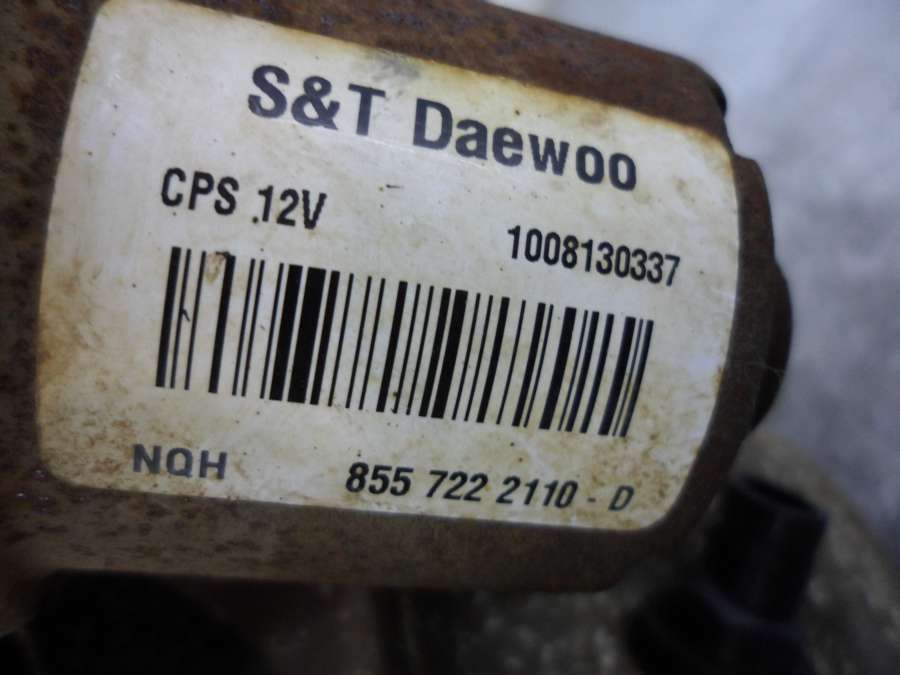 S&T Daewoo
CPS .12V
1008130337
NQH
855 722 2110 - D